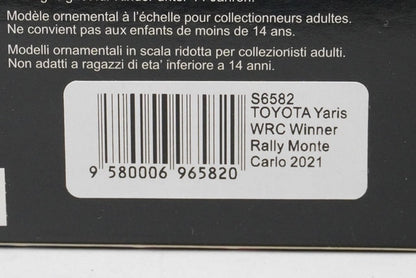 Modèle ornemental à l'échelle pour collectionneurs adultes.
Ne convient pas aux enfants de moins de 14 ans.
Modelli ornamentali in scala ridotta per collezionisti adulti.
Non adatti a ragazzi di eta' inferiore a 14 anni.
S6582
TOYOTA Yaris
WRC Winner
Rally Monte
Carlo 2021
9 580006 965820